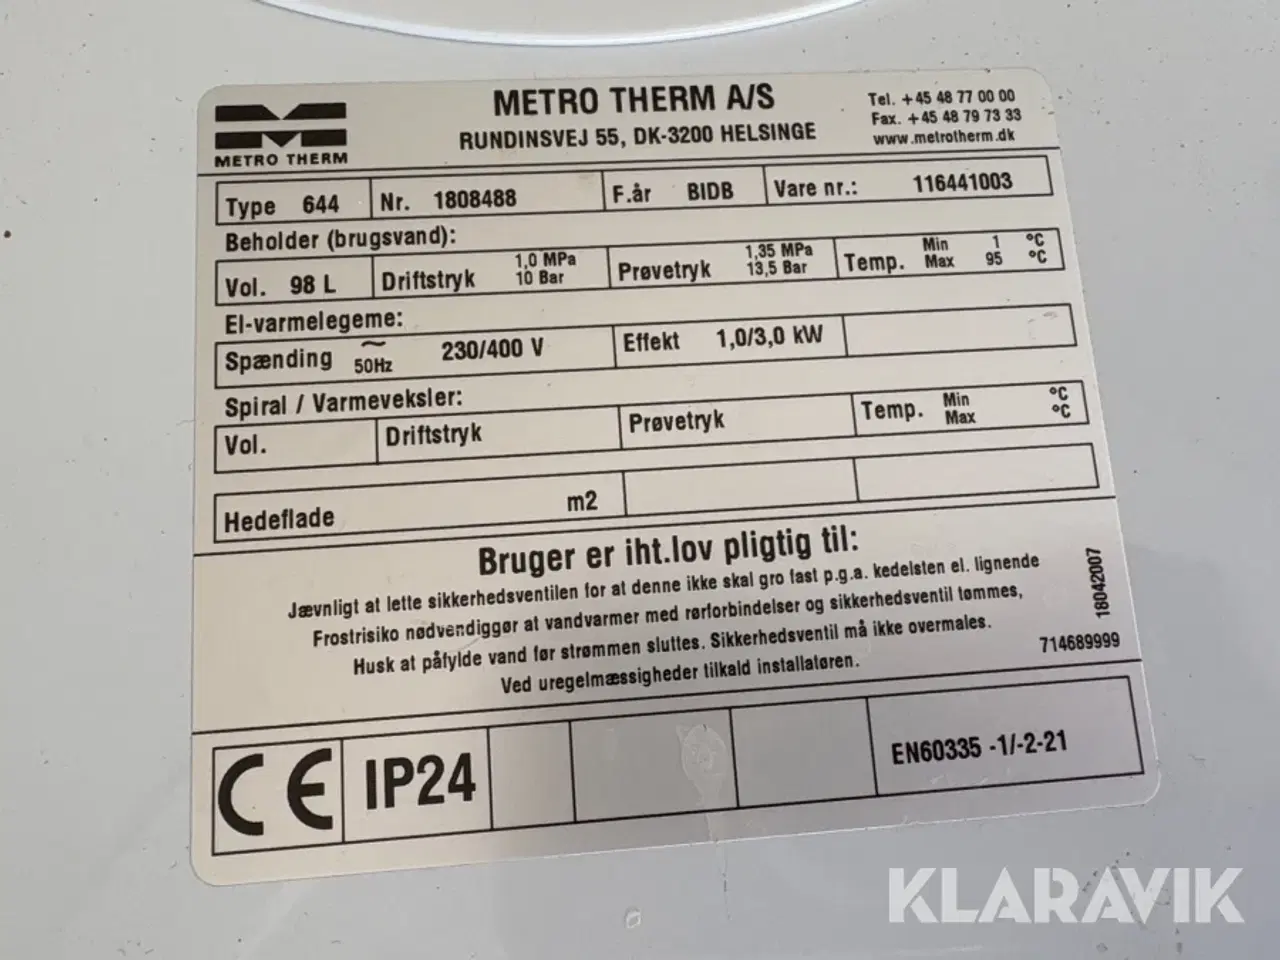 METRO THERM
METRO THERM A/S
RUNDINSVEJ 55, DK-3200 HELSINGE
Tel. +45 48 77 00 00
Fax. +45 48 79 73 33
www.metrotherm.dk
Type 644 Nr. 1808488 F.år BIDB Vare nr.: 116441003
Beholder (brugsvand):
Vol. 98 L Driftstryk 1,0 MPa 10 Bar Prøvetryk 1,35 MPa 13,5 Bar Temp. Min 1 °C Max 95 °C
El-varmelegeme:
Spænding ~ 50Hz 230/400 V Effekt 1,0/3,0 kW
Spiral / Varmeveksler:
Vol. Driftstryk Prøvetryk Temp. Min °C Max °C
Hedeflade m2
Bruger er iht.lov pligtig til:
Jævnligt at lette sikkerhedsventilen for at denne ikke skal gro fast p.g.a. kedelsten el. lignende
Frostrisiko nødvendiggør at vandvarmer med rørforbindelser og sikkerhedsventil tømmes,
Husk at påfylde vand før strømmen sluttes. Sikkerhedsventil må ikke overmales.
Ved uregelmæssigheder tilkald installatøren.
18042007
714689999
CE IP24 EN60335 -1/-2-21
KLARAVIK